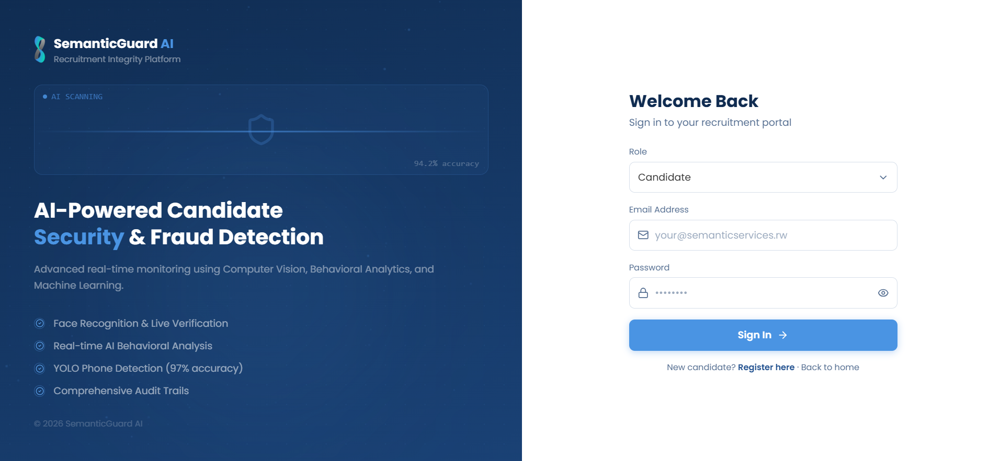 SemanticGuard AI
Recruitment Integrity Platform
AI SCANNING
94.2% accuracy
AI-Powered Candidate
Security & Fraud Detection
Advanced real-time monitoring using Computer Vision, Behavioral Analytics, and
Machine Learning.
Face Recognition & Live Verification
Real-time AI Behavioral Analysis
YOLO Phone Detection (97% accuracy)
Comprehensive Audit Trails
© 2026 SemanticGuard AI
Welcome Back
Sign in to your recruitment portal
Role
Candidate
Email Address
your@semanticservices.rw
Password
••••••••
Sign In →
New candidate? Register here · Back to home